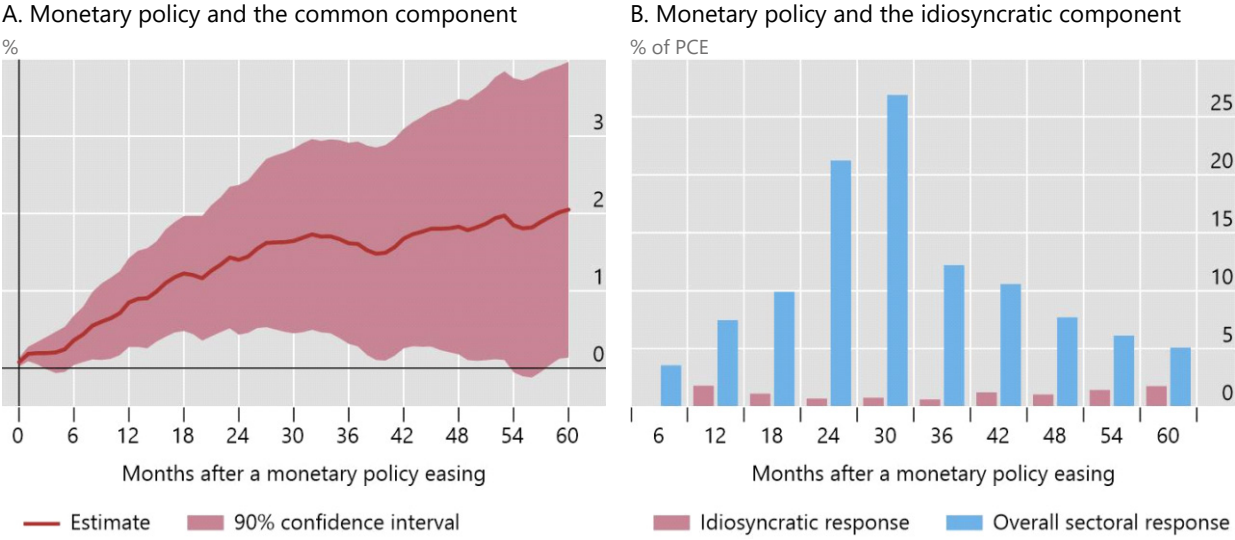 A. Monetary policy and the common component
%
3
2
1
0
0 6 12 18 24 30 36 42 48 54 60
Months after a monetary policy easing
Estimate 90% confidence interval
B. Monetary policy and the idiosyncratic component
% of PCE
25
20
15
10
5
0
6 12 18 24 30 36 42 48 54 60
Months after a monetary policy easing
Idiosyncratic response Overall sectoral response